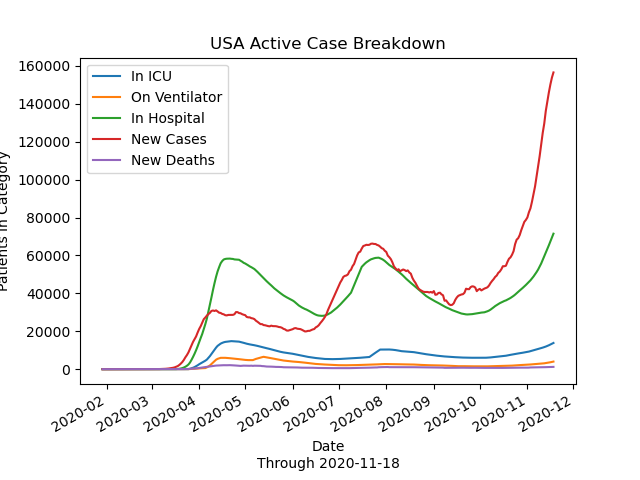 USA Active Case Breakdown
In ICU
On Ventilator
In Hospital
New Cases
New Deaths
160000
140000
120000
100000
80000
60000
40000
20000
0
Patients in Category
2020-02
2020-03
2020-04
2020-05
2020-06
2020-07
2020-08
2020-09
2020-10
2020-11
2020-12
Date
Through 2020-11-18